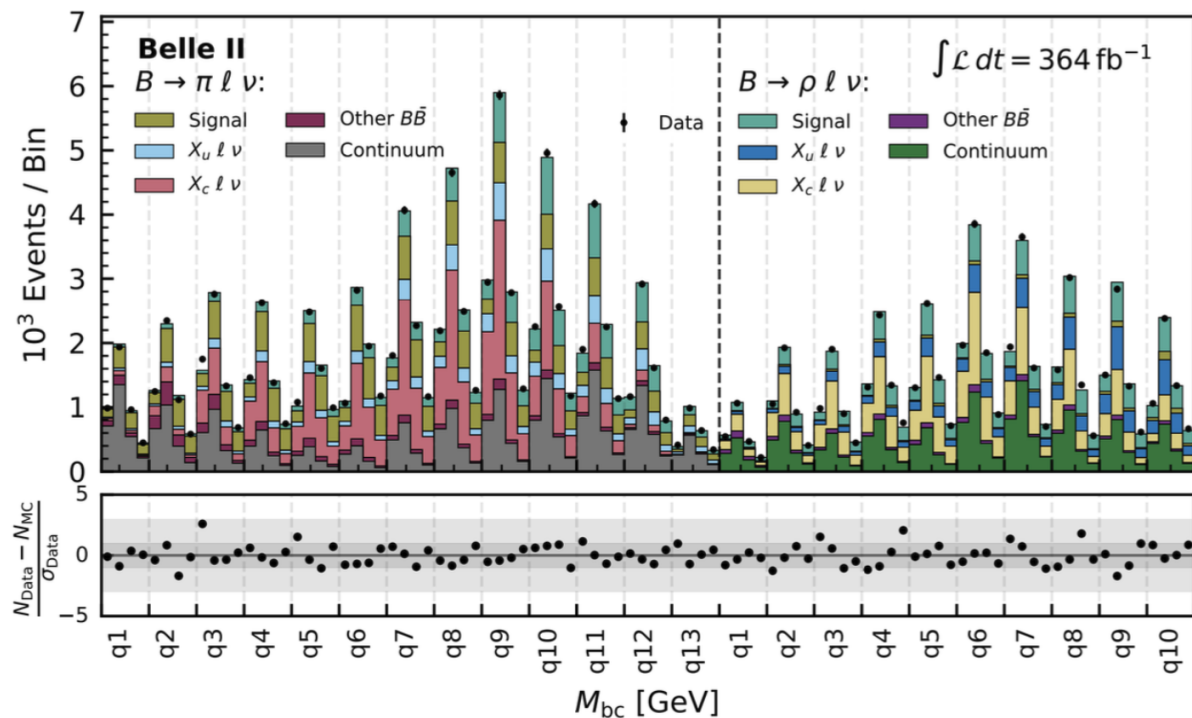 Belle II
B → π ℓ ν:
Signal
X_u ℓ ν
X_c ℓ ν
Other BB̄
Continuum
Data
∫ℒ dt = 364 fb⁻¹
B → ρ ℓ ν:
Signal
X_u ℓ ν
X_c ℓ ν
Other BB̄
Continuum
10³ Events / Bin
7
6
5
4
3
2
1
0
(N_Data − N_MC) / σ_Data
5
0
−5
q1 q2 q3 q4 q5 q6 q7 q8 q9 q10 q11 q12 q13 q1 q2 q3 q4 q5 q6 q7 q8 q9 q10
M_bc [GeV]